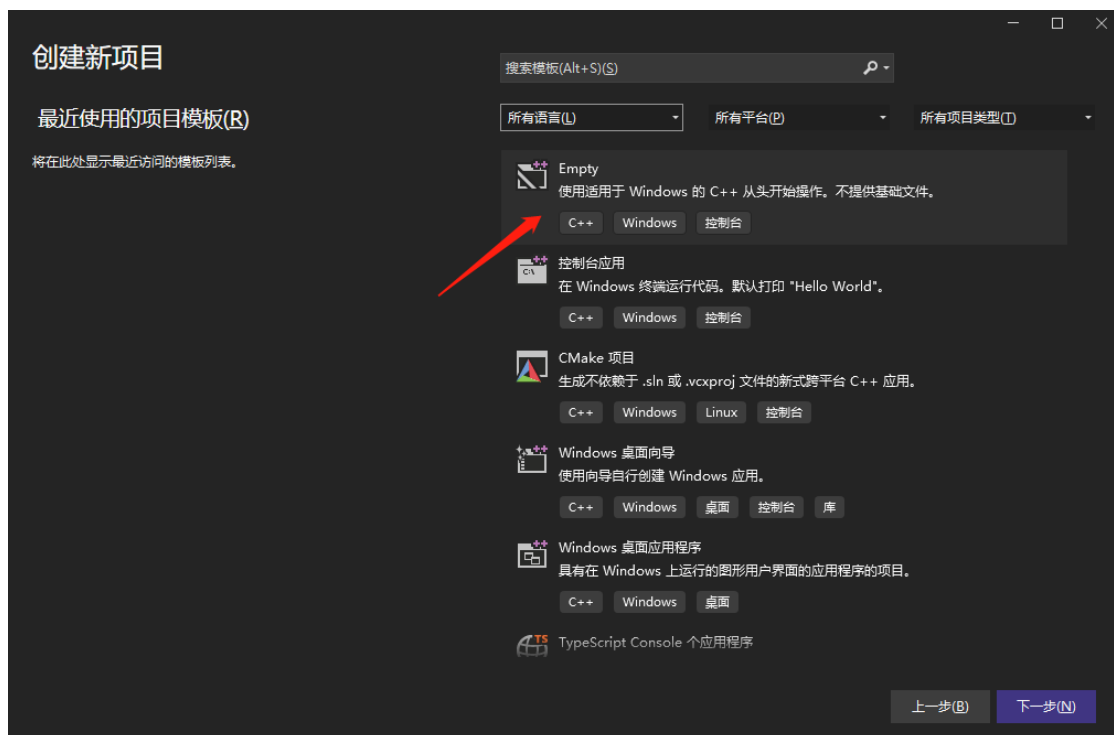 创建新项目
最近使用的项目模板(R)
将在此处显示最近访问的模板列表。
搜索模板(Alt+S)(S)
所有语言(L) 所有平台(P) 所有项目类型(T)
Empty
使用适用于 Windows 的 C++ 从头开始操作。不提供基础文件。
C++ Windows 控制台
C:\
控制台应用
在 Windows 终端运行代码。默认打印 "Hello World"。
C++ Windows 控制台
CMake 项目
生成不依赖于 .sln 或 .vcxproj 文件的新式跨平台 C++ 应用。
C++ Windows Linux 控制台
Windows 桌面向导
使用向导自行创建 Windows 应用。
C++ Windows 桌面 控制台 库
Windows 桌面应用程序
具有在 Windows 上运行的图形用户界面的应用程序的项目。
C++ Windows 桌面
TS
TypeScript Console 个应用程序
上一步(B) 下一步(N)